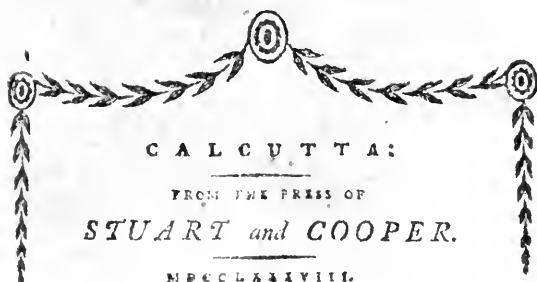 CALCUTTA:
FROM THE PRESS OF
STUART and COOPER.
MDCCLXXXVIII.